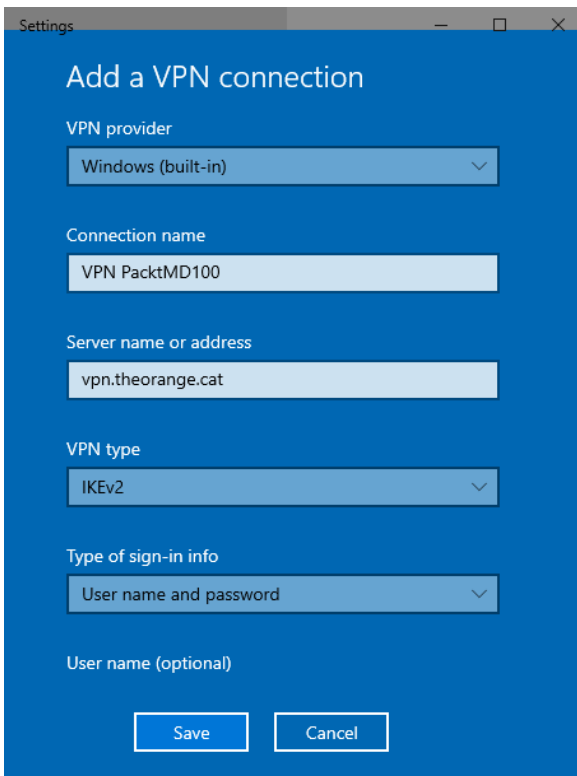 Settings
Add a VPN connection
VPN provider
Windows (built-in)
Connection name
VPN PacktMD100
Server name or address
vpn.theorange.cat
VPN type
IKEv2
Type of sign-in info
User name and password
User name (optional)
Save Cancel